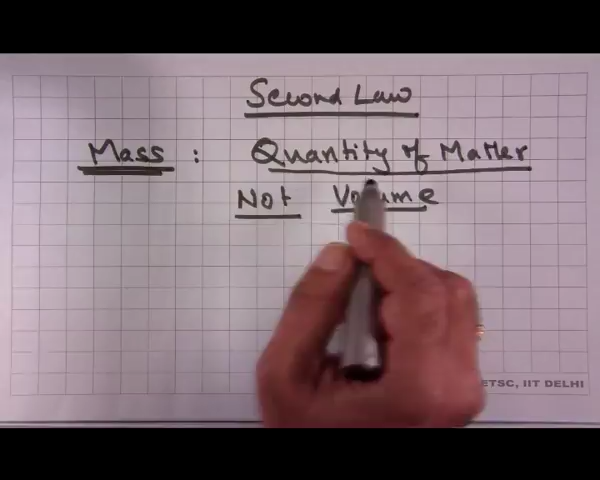 Second Law
Mass : Quantity of Matter
Not Volume
ETSC, IIT DELHI